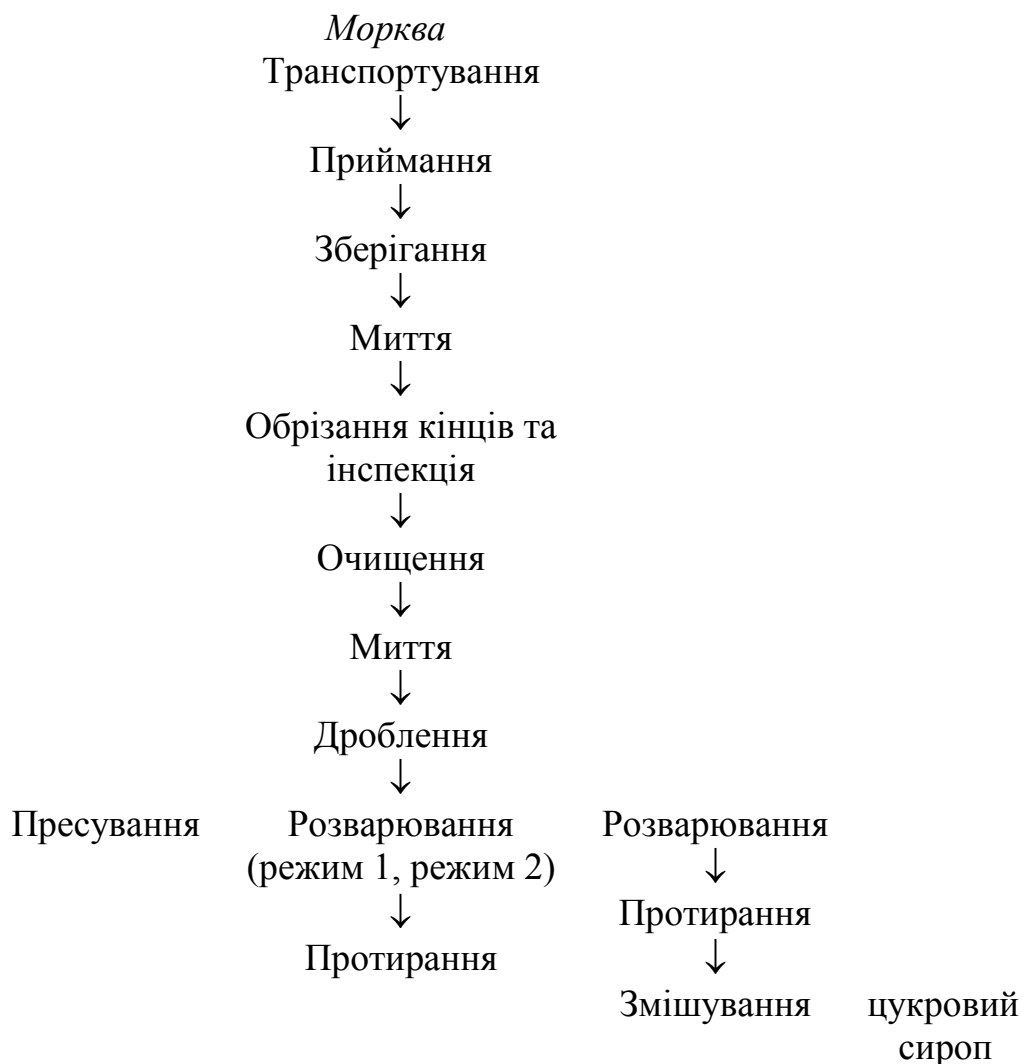 Морква
Транспортування
↓
Приймання
↓
Зберігання
↓
Миття
↓
Обрізання кінців та
інспекція
↓
Очищення
↓
Миття
↓
Дроблення
↓
Пресування Розварювання Розварювання
(режим 1, режим 2) ↓
↓ Протирання
Протирання ↓
Змішування цукровий
сироп